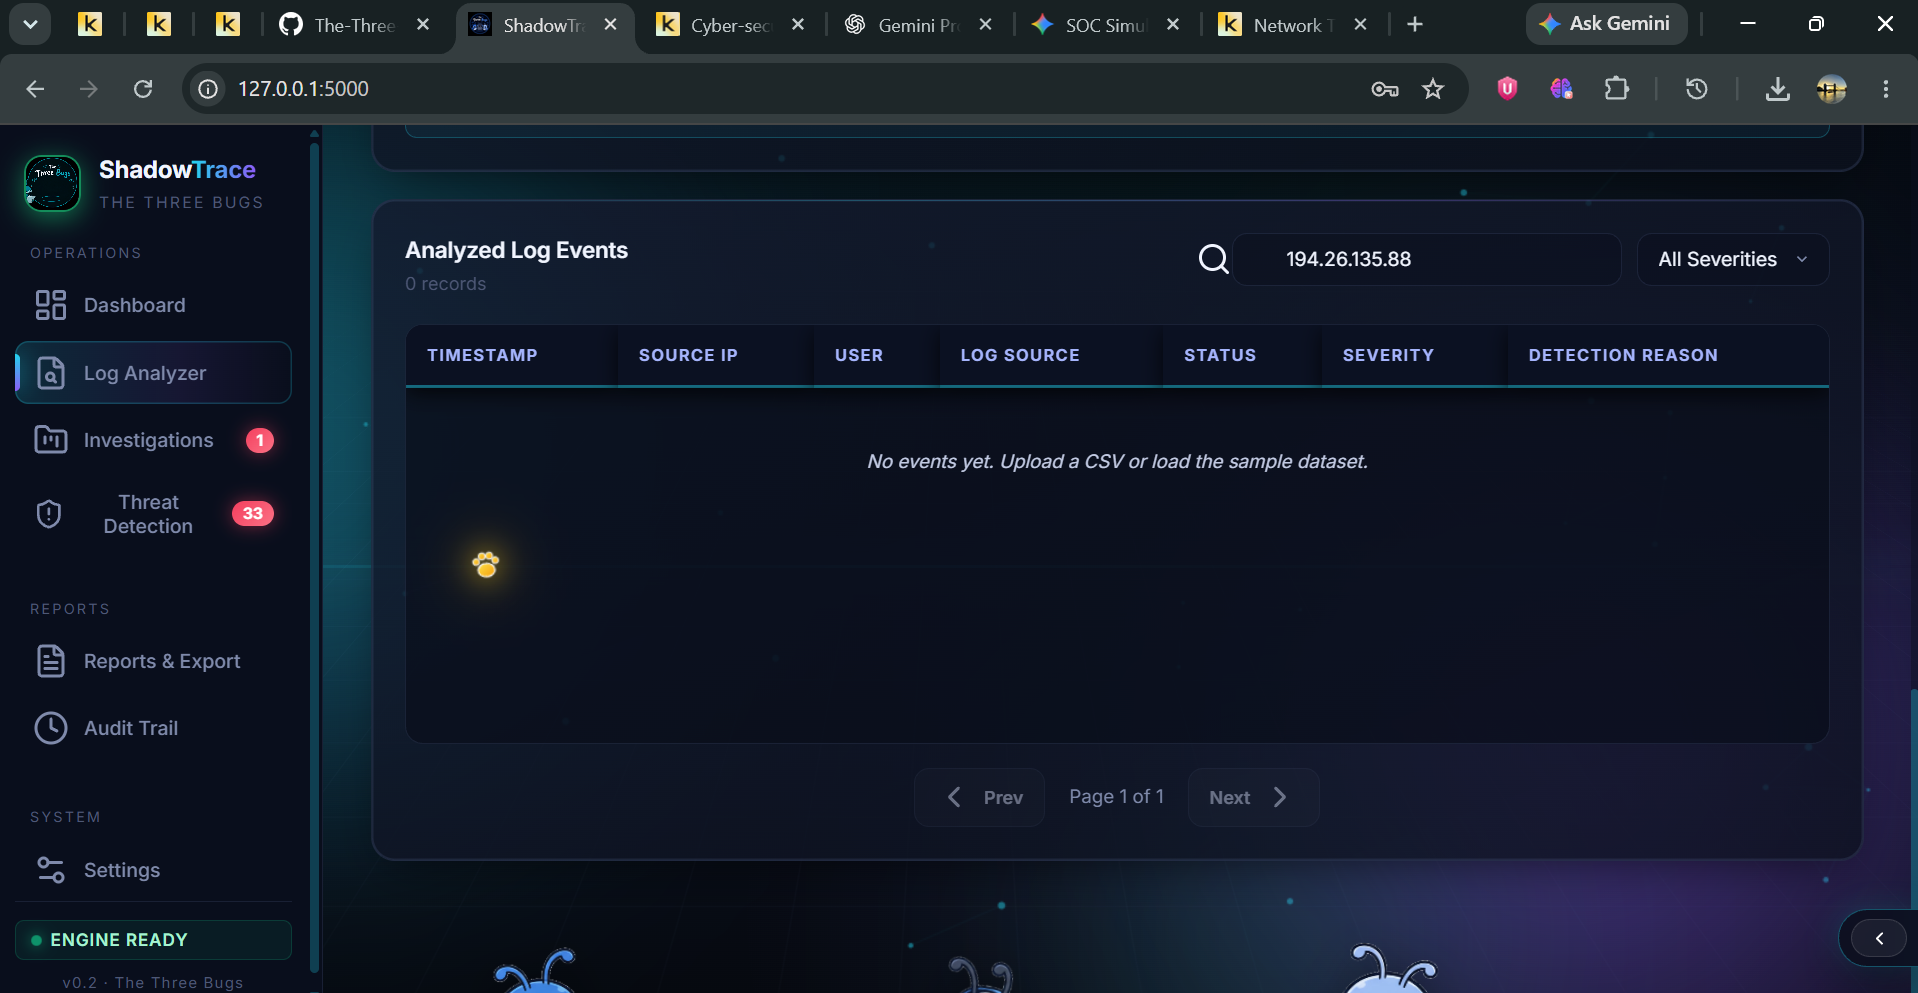 The-Three
ShadowTr
Cyber-sec
Gemini Pr
SOC Simul
Network T
Ask Gemini
127.0.0.1:5000
ShadowTrace
THE THREE BUGS
OPERATIONS
Dashboard
Log Analyzer
Investigations 1
Threat
Detection 33
REPORTS
Reports & Export
Audit Trail
SYSTEM
Settings
ENGINE READY
v0.2 · The Three Bugs
Analyzed Log Events
0 records
194.26.135.88
All Severities
TIMESTAMP SOURCE IP USER LOG SOURCE STATUS SEVERITY DETECTION REASON
No events yet. Upload a CSV or load the sample dataset.
Prev Page 1 of 1 Next